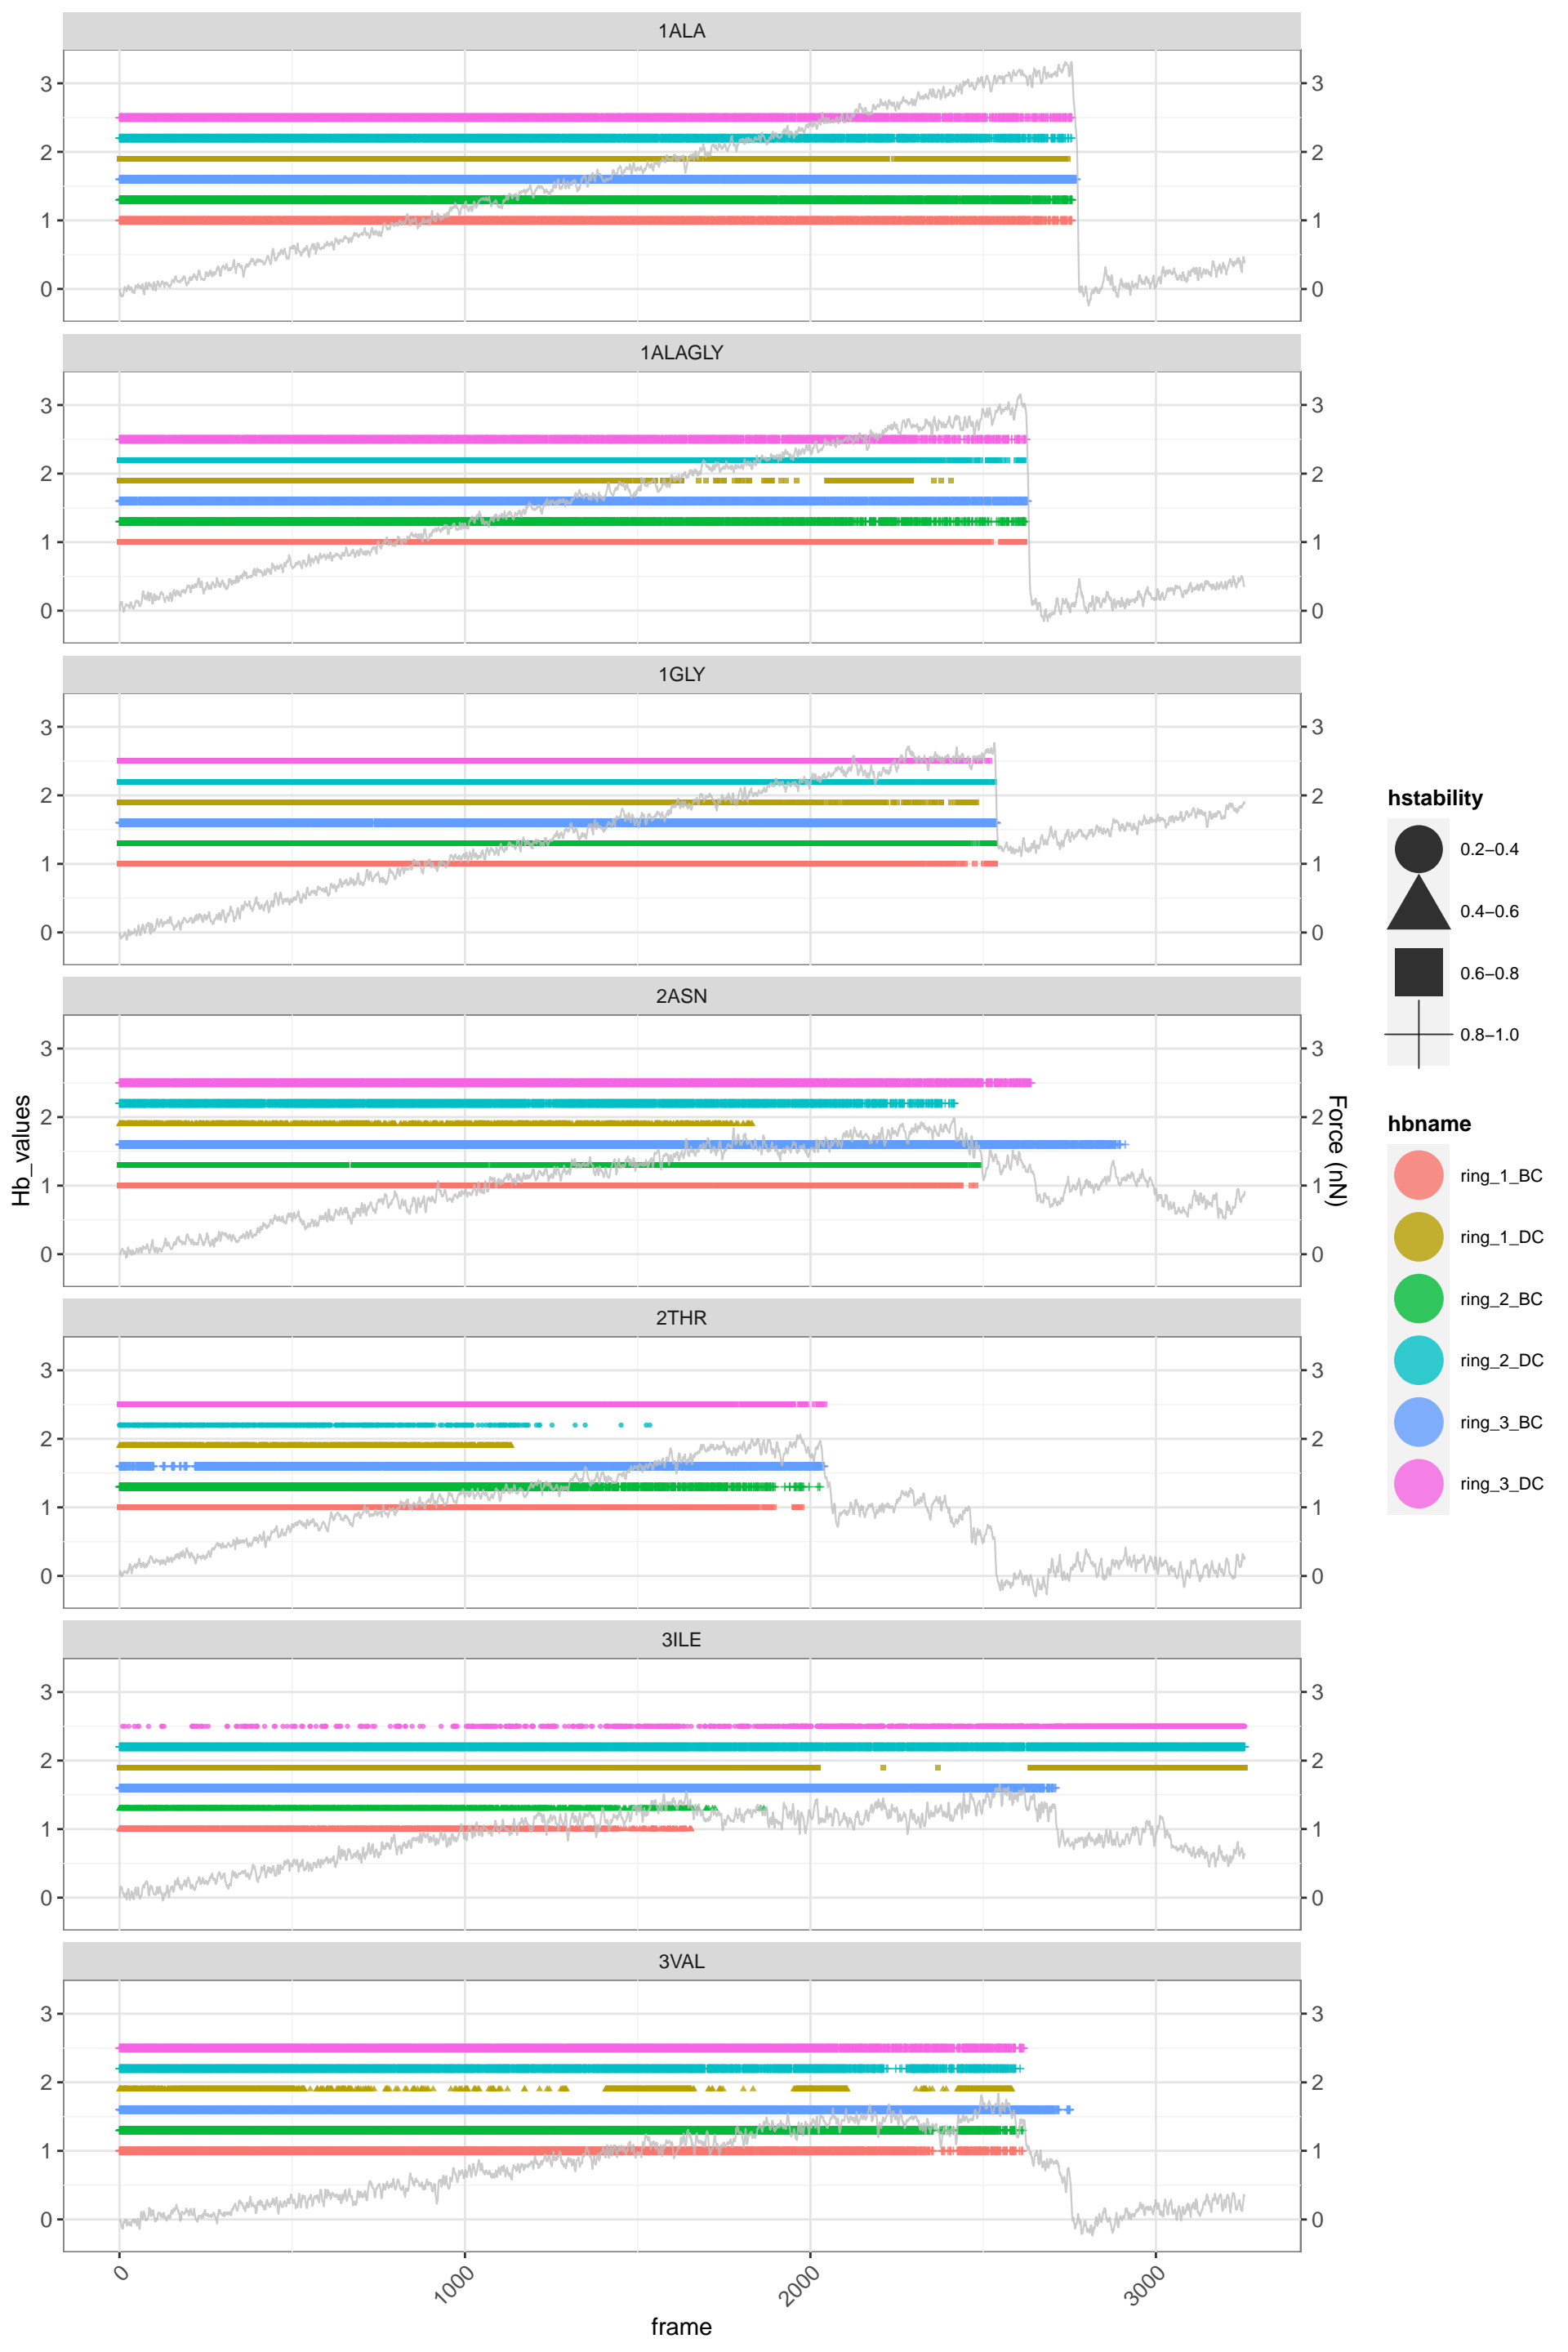 1ALA
3 3
2 2
1 1
0 0
1ALAGLY
3 3
2 2
1 1
0 0
1GLY
3 3
2 2
1 1
0 0
2ASN
3 3
2 2
1 1
0 0
2THR
3 3
2 2
1 1
0 0
3ILE
3 3
2 2
1 1
0 0
3VAL
3 3
2 2
1 1
0 0
0 1000 2000 3000
frame
Hb_values
Force (nN)
hstability
0.2–0.4
0.4–0.6
0.6–0.8
0.8–1.0
hbname
ring_1_BC
ring_1_DC
ring_2_BC
ring_2_DC
ring_3_BC
ring_3_DC